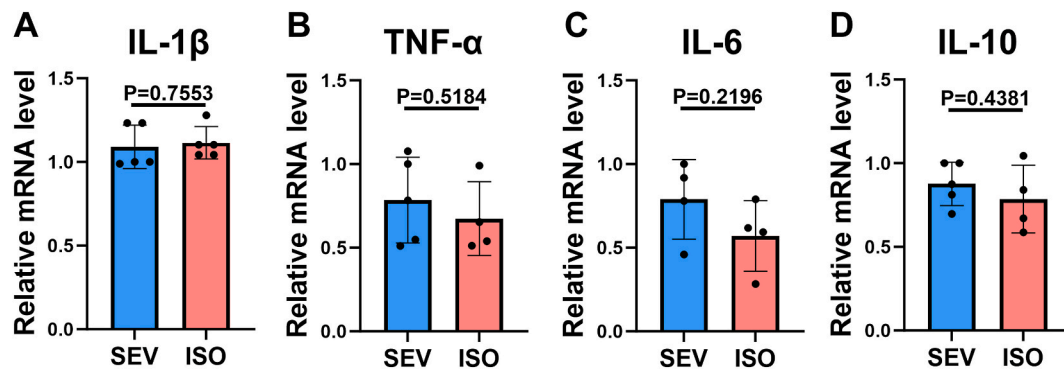 A
IL-1β
Relative mRNA level
1.5
1.0
0.5
0.0
P=0.7553
SEV
ISO
B
TNF-α
Relative mRNA level
1.5
1.0
0.5
0.0
P=0.5184
SEV
ISO
C
IL-6
Relative mRNA level
1.5
1.0
0.5
0.0
P=0.2196
SEV
ISO
D
IL-10
Relative mRNA level
1.5
1.0
0.5
0.0
P=0.4381
SEV
ISO